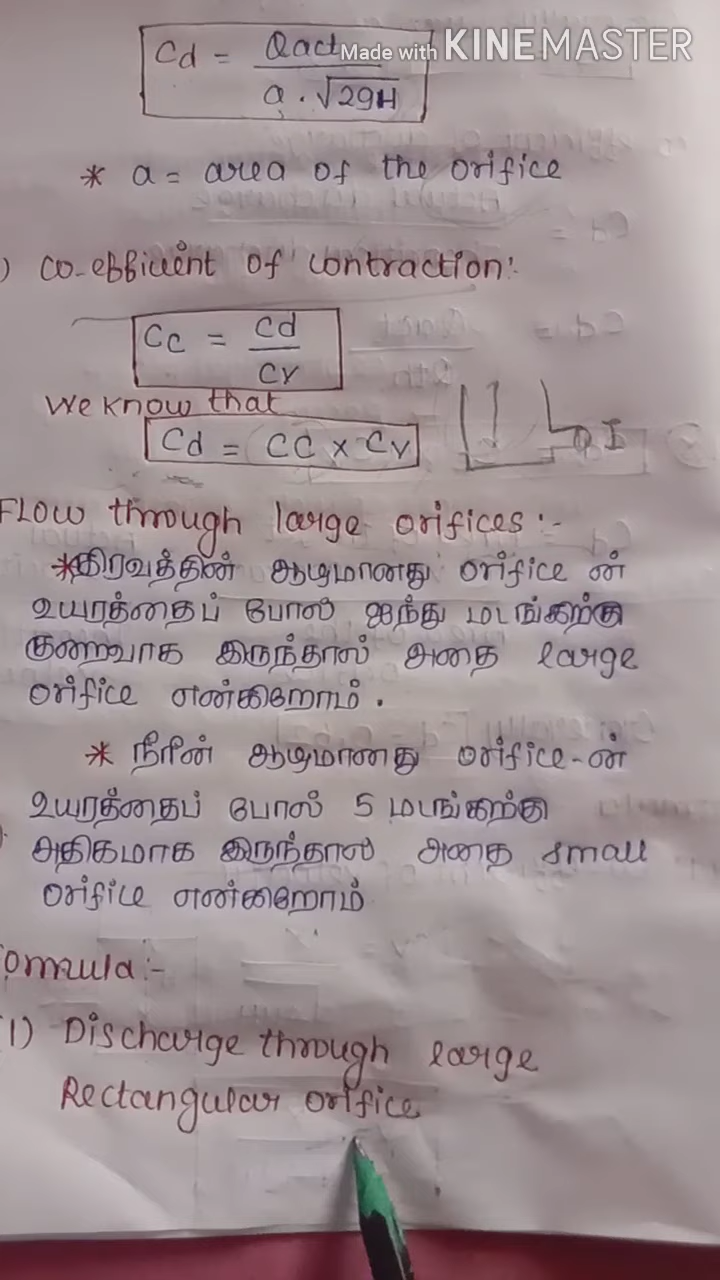 Cd = Qact
a . √2gH
Made with KINEMASTER
* a = area of the orifice
) co-efficient of contraction:
Cc = Cd
Cv
We know that
Cd = CC x Cv
FLOW through large orifices :-
*திரவத்தின் ஆழமானது orifice ன்
உயரத்தைப் போல் ஐந்து மடங்கிற்கு
குறைவாக இருந்தால் அதை large
orifice என்கிறோம் .
* நீரின் ஆழமானது orifice-ன்
உயரத்தைப் போல் 5 மடங்கிற்கு
அதிகமாக இருந்தால் அதை small
orifice என்கிறோம்
ormula :-
1) Discharge through large
Rectangular orifice